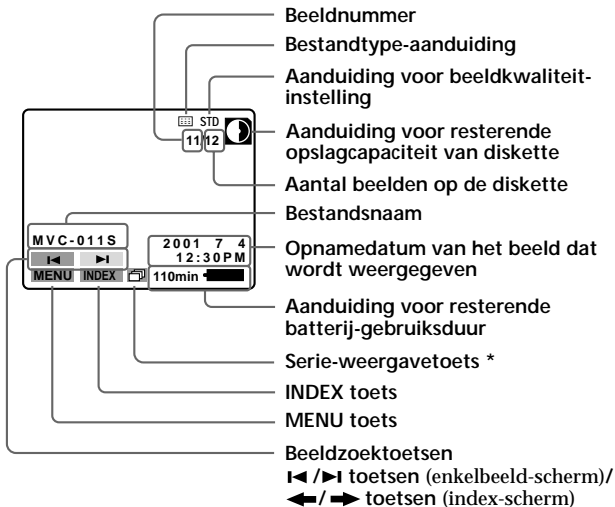 Beeldnummer
Bestandtype-aanduiding
Aanduiding voor beeldkwaliteit-
instelling
Aanduiding voor resterende
opslagcapaciteit van diskette
Aantal beelden op de diskette
Bestandsnaam
Opnamedatum van het beeld dat
wordt weergegeven
Aanduiding voor resterende
batterij-gebruiksduur
Serie-weergavetoets *
INDEX toets
MENU toets
Beeldzoektoetsen
I◄ /►I toetsen (enkelbeeld-scherm)/
⬅/ ➡ toetsen (index-scherm)
STD
11/12
MVC-011S
2001 7 4
12:30PM
I◄ ►I
MENU INDEX 110min